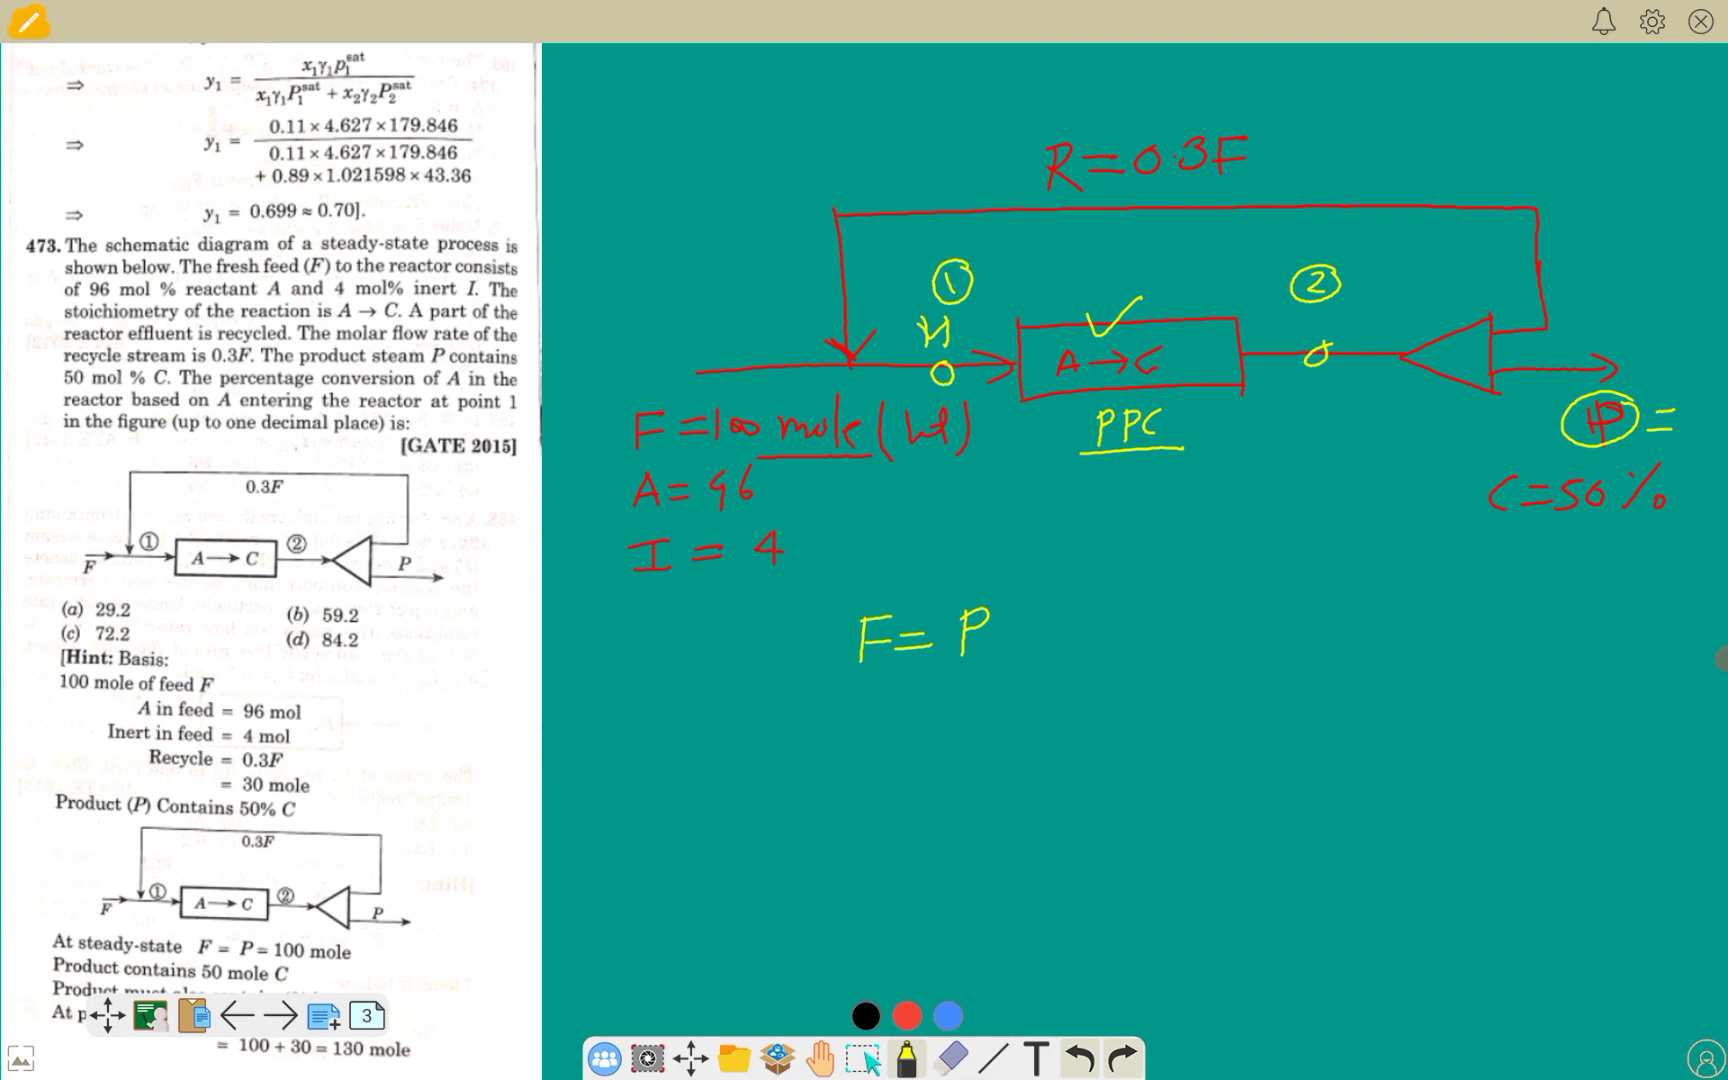 ⇒ y₁ = x₁γ₁p₁^sat / x₁γ₁P₁^sat + x₂γ₂P₂^sat
⇒ y₁ = 0.11 × 4.627 × 179.846 / 0.11 × 4.627 × 179.846
+ 0.89 × 1.021598 × 43.36
⇒ y₁ = 0.699 ≈ 0.70].
473. The schematic diagram of a steady-state process is
shown below. The fresh feed (F) to the reactor consists
of 96 mol % reactant A and 4 mol% inert I. The
stoichiometry of the reaction is A → C. A part of the
reactor effluent is recycled. The molar flow rate of the
recycle stream is 0.3F. The product steam P contains
50 mol % C. The percentage conversion of A in the
reactor based on A entering the reactor at point 1
in the figure (up to one decimal place) is:
[GATE 2015]
0.3F
① ②
F A → C P
(a) 29.2 (b) 59.2
(c) 72.2 (d) 84.2
[Hint: Basis:
100 mole of feed F
A in feed = 96 mol
Inert in feed = 4 mol
Recycle = 0.3F
= 30 mole
Product (P) Contains 50% C
0.3F
① ②
F A → C P
At steady-state F = P = 100 mole
Product contains 50 mole C
At p
= 100 + 30 = 130 mole
3
R = 0.3F
① ②
M
A → C
F = 100 mole (let)
PPC
P =
A = 96
C = 50 %
I = 4
F = P
T